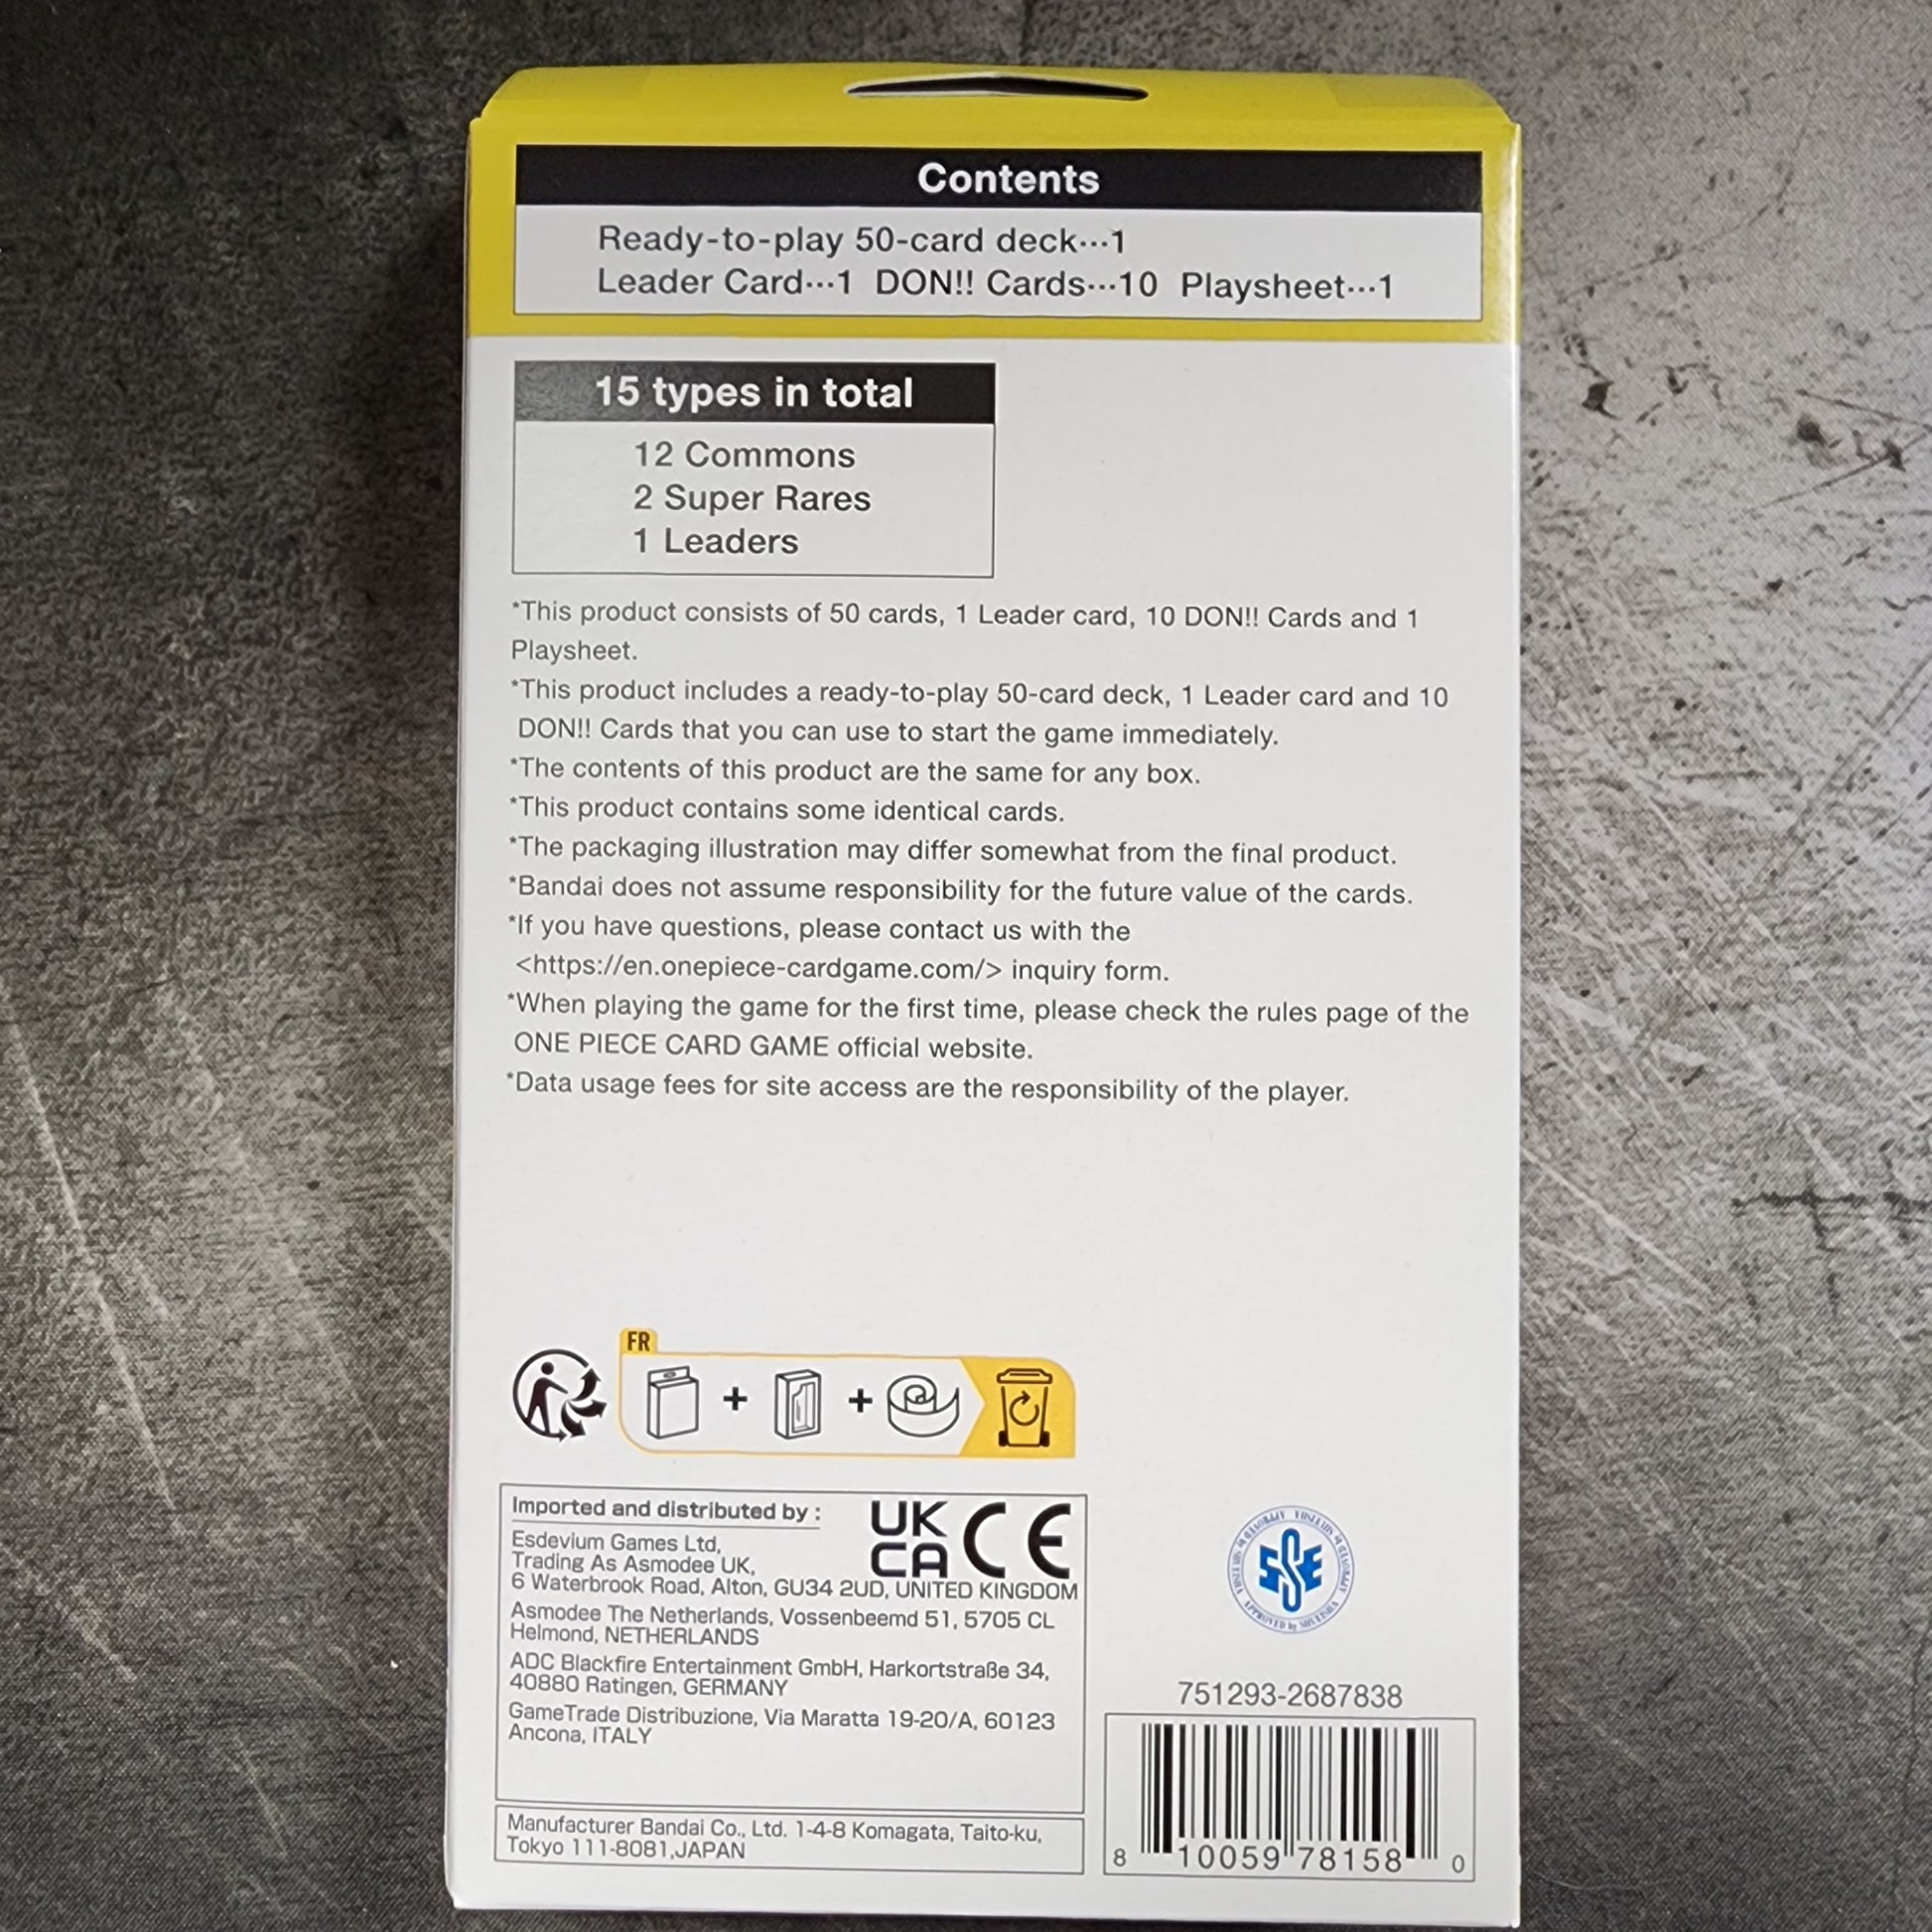 Contents
Ready-to-play 50-card deck···1
Leader Card···1 DON!! Cards···10 Playsheet···1
15 types in total
12 Commons
2 Super Rares
1 Leaders
*This product consists of 50 cards, 1 Leader card, 10 DON!! Cards and 1
Playsheet.
*This product includes a ready-to-play 50-card deck, 1 Leader card and 10
DON!! Cards that you can use to start the game immediately.
*The contents of this product are the same for any box.
*This product contains some identical cards.
*The packaging illustration may differ somewhat from the final product.
*Bandai does not assume responsibility for the future value of the cards.
*If you have questions, please contact us with the
<https://en.onepiece-cardgame.com/> inquiry form.
*When playing the game for the first time, please check the rules page of the
ONE PIECE CARD GAME official website.
*Data usage fees for site access are the responsibility of the player.
FR
Imported and distributed by :
UK
CA CE
Esdevium Games Ltd,
Trading As Asmodee UK,
6 Waterbrook Road, Alton, GU34 2UD, UNITED KINGDOM
Asmodee The Netherlands, Vossenbeemd 51, 5705 CL
Helmond, NETHERLANDS
ADC Blackfire Entertainment GmbH, Harkortstraße 34,
40880 Ratingen, GERMANY
GameTrade Distribuzione, Via Maratta 19-20/A, 60123
Ancona, ITALY
Manufacturer Bandai Co., Ltd. 1-4-8 Komagata, Taito-ku,
Tokyo 111-8081,JAPAN
751293-2687838
8 10059 78158 0